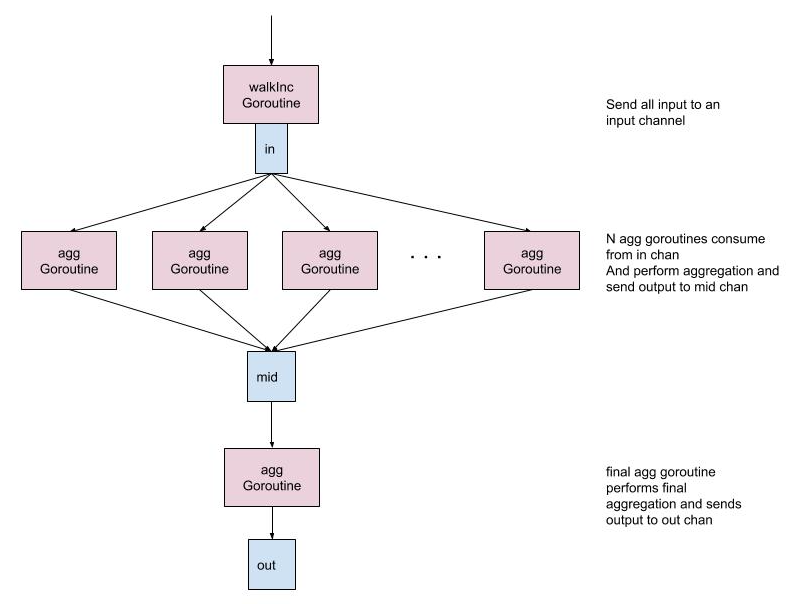 walkInc
Goroutine
Send all input to an
input channel
in
agg
Goroutine
agg
Goroutine
agg
Goroutine
. . .
agg
Goroutine
N agg goroutines consume
from in chan
And perform aggregation and
send output to mid chan
mid
agg
Goroutine
final agg goroutine
performs final
aggregation and sends
output to out chan
out